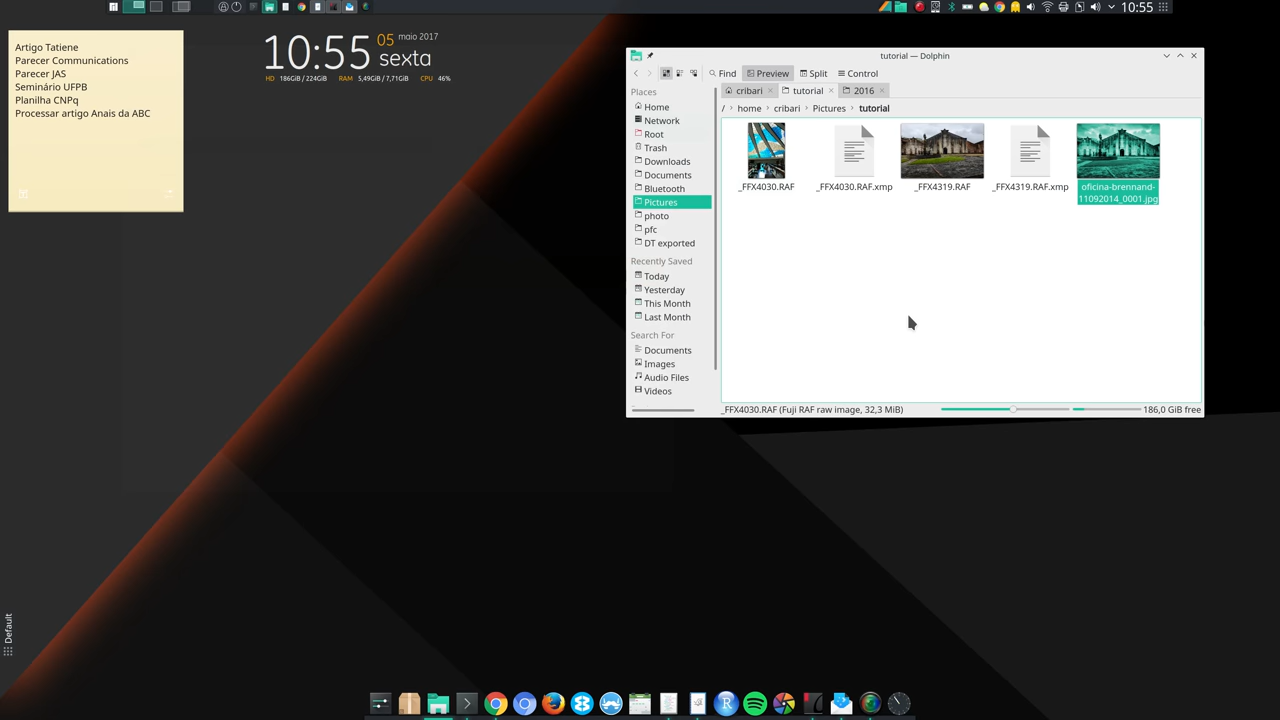 10:55
Artigo Tatiene
Parecer Communications
Parecer JAS
Seminário UFPB
Planilha CNPq
Processar artigo Anais da ABC
10:55 05 maio 2017
sexta
HD 186GiB / 224GiB RAM 5,49GiB / 7,71GiB CPU 46%
tutorial — Dolphin
Find Preview Split Control
cribari tutorial 2016
/ home cribari Pictures tutorial
Places
Home
Network
Root
Trash
Downloads
Documents
Bluetooth
Pictures
photo
pfc
DT exported
Recently Saved
Today
Yesterday
This Month
Last Month
Search For
Documents
Images
Audio Files
Videos
_FFX4030.RAF _FFX4030.RAF.xmp _FFX4319.RAF _FFX4319.RAF.xmp oficina-brennand-
11092014_0001.jpg
_FFX4030.RAF (Fuji RAF raw image, 32,3 MiB) 186,0 GiB free
Default